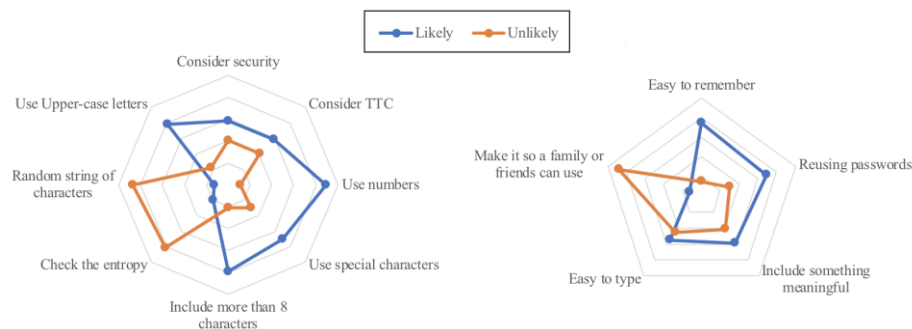 Likely Unlikely
Consider security
Use Upper-case letters
Consider TTC
Random string of
characters
Use numbers
Check the entropy
Use special characters
Include more than 8
characters
Easy to remember
Make it so a family or
friends can use
Reusing passwords
Easy to type
Include something
meaningful